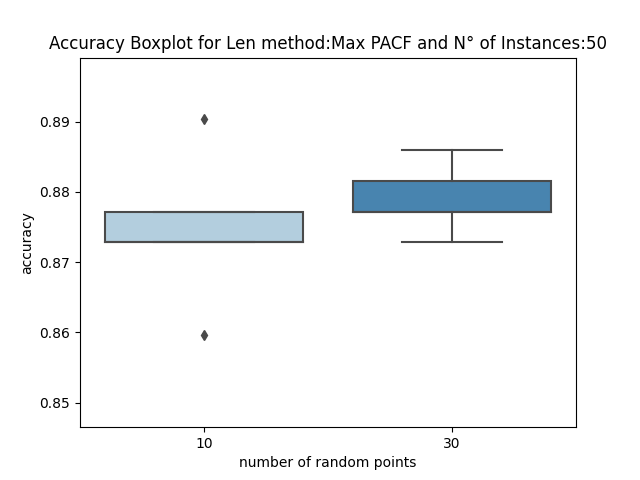 Accuracy Boxplot for Len method:Max PACF and N° of Instances:50
0.89
0.88
0.87
0.86
0.85
accuracy
10 30
number of random points